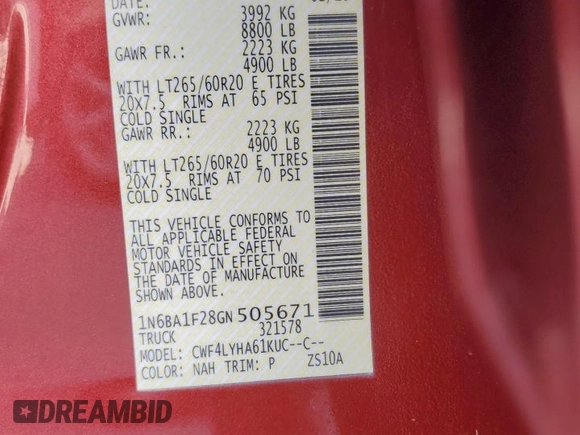 DATE:
GVWR: 3992 KG
8800 LB
GAWR FR.: 2223 KG
4900 LB
WITH LT265/60R20 E TIRES
20X7.5 RIMS AT 65 PSI
COLD SINGLE
GAWR RR.: 2223 KG
4900 LB
WITH LT265/60R20 E TIRES
20X7.5 RIMS AT 70 PSI
COLD SINGLE
THIS VEHICLE CONFORMS TO
ALL APPLICABLE FEDERAL
MOTOR VEHICLE SAFETY
STANDARDS IN EFFECT ON
THE DATE OF MANUFACTURE
SHOWN ABOVE.
1N6BA1F28GN 505671
TRUCK 321578
MODEL: CWF4LYHA61KUC--C--
COLOR: NAH TRIM: P ZS10A
DREAMBID